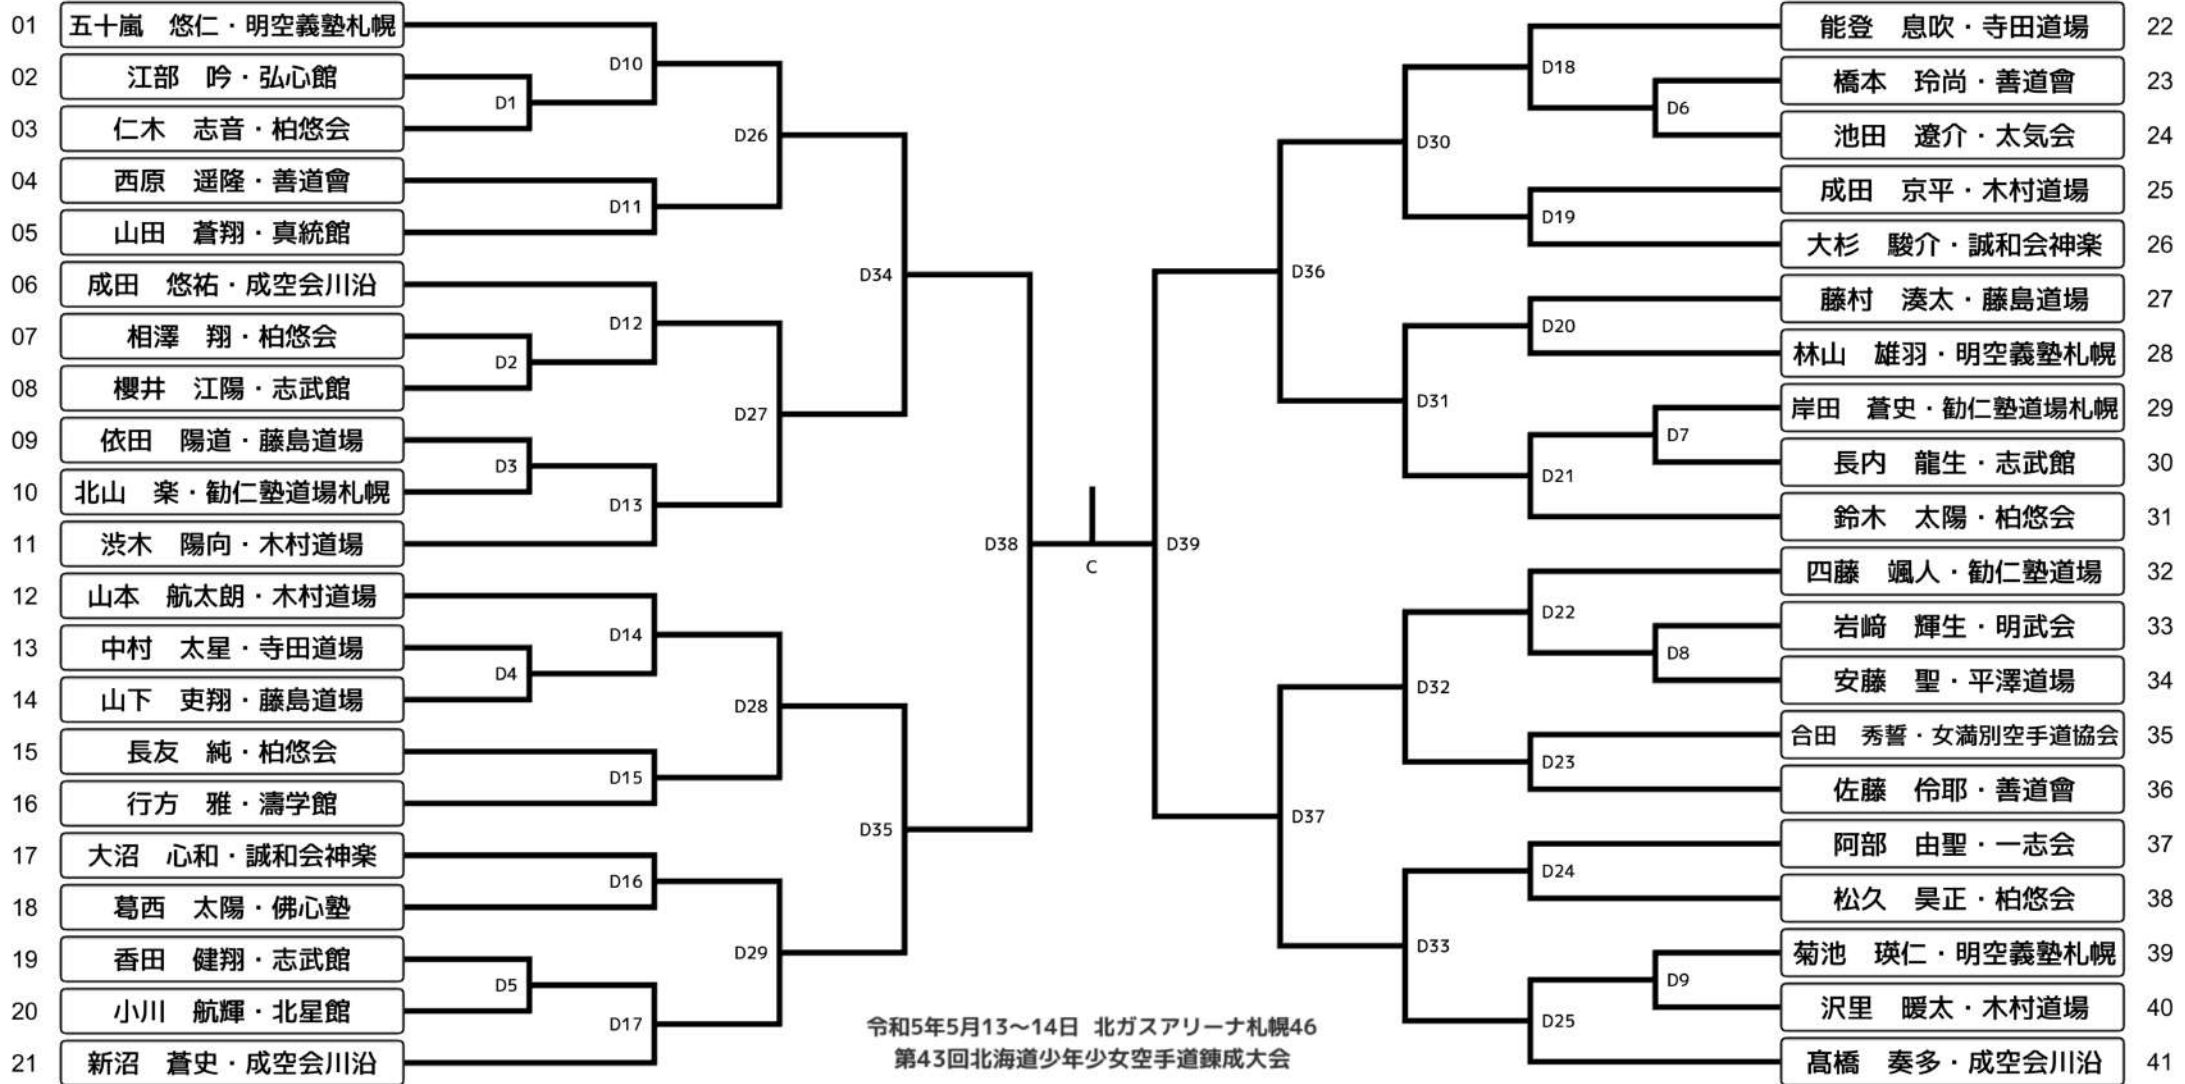 01 五十嵐　悠仁・明空義塾札幌
02 江部　吟・弘心館
03 仁木　志音・柏悠会
04 西原　遥隆・善道會
05 山田　蒼翔・真統館
06 成田　悠祐・成空会川沿
07 相澤　翔・柏悠会
08 櫻井　江陽・志武館
09 依田　陽道・藤島道場
10 北山　楽・勧仁塾道場札幌
11 渋木　陽向・木村道場
12 山本　航太朗・木村道場
13 中村　太星・寺田道場
14 山下　吏翔・藤島道場
15 長友　純・柏悠会
16 行方　雅・濤学館
17 大沼　心和・誠和会神楽
18 葛西　太陽・佛心塾
19 香田　健翔・志武館
20 小川　航輝・北星館
21 新沼　蒼史・成空会川沿
D1
D2
D3
D4
D5
D10
D11
D12
D13
D14
D15
D16
D17
D26
D27
D28
D29
D34
D35
D38
C
D39
D36
D37
D30
D31
D32
D33
D18
D19
D20
D21
D22
D23
D24
D25
D6
D7
D8
D9
能登　息吹・寺田道場 22
橋本　玲尚・善道會 23
池田　遼介・太気会 24
成田　京平・木村道場 25
大杉　駿介・誠和会神楽 26
藤村　湊太・藤島道場 27
林山　雄羽・明空義塾札幌 28
岸田　蒼史・勧仁塾道場札幌 29
長内　龍生・志武館 30
鈴木　太陽・柏悠会 31
四藤　颯人・勧仁塾道場 32
岩﨑　輝生・明武会 33
安藤　聖・平澤道場 34
合田　秀誓・女満別空手道協会 35
佐藤　伶耶・善道會 36
阿部　由聖・一志会 37
松久　昊正・柏悠会 38
菊池　瑛仁・明空義塾札幌 39
沢里　暖太・木村道場 40
髙橋　奏多・成空会川沿 41
令和5年5月13〜14日 北ガスアリーナ札幌46
第43回北海道少年少女空手道錬成大会